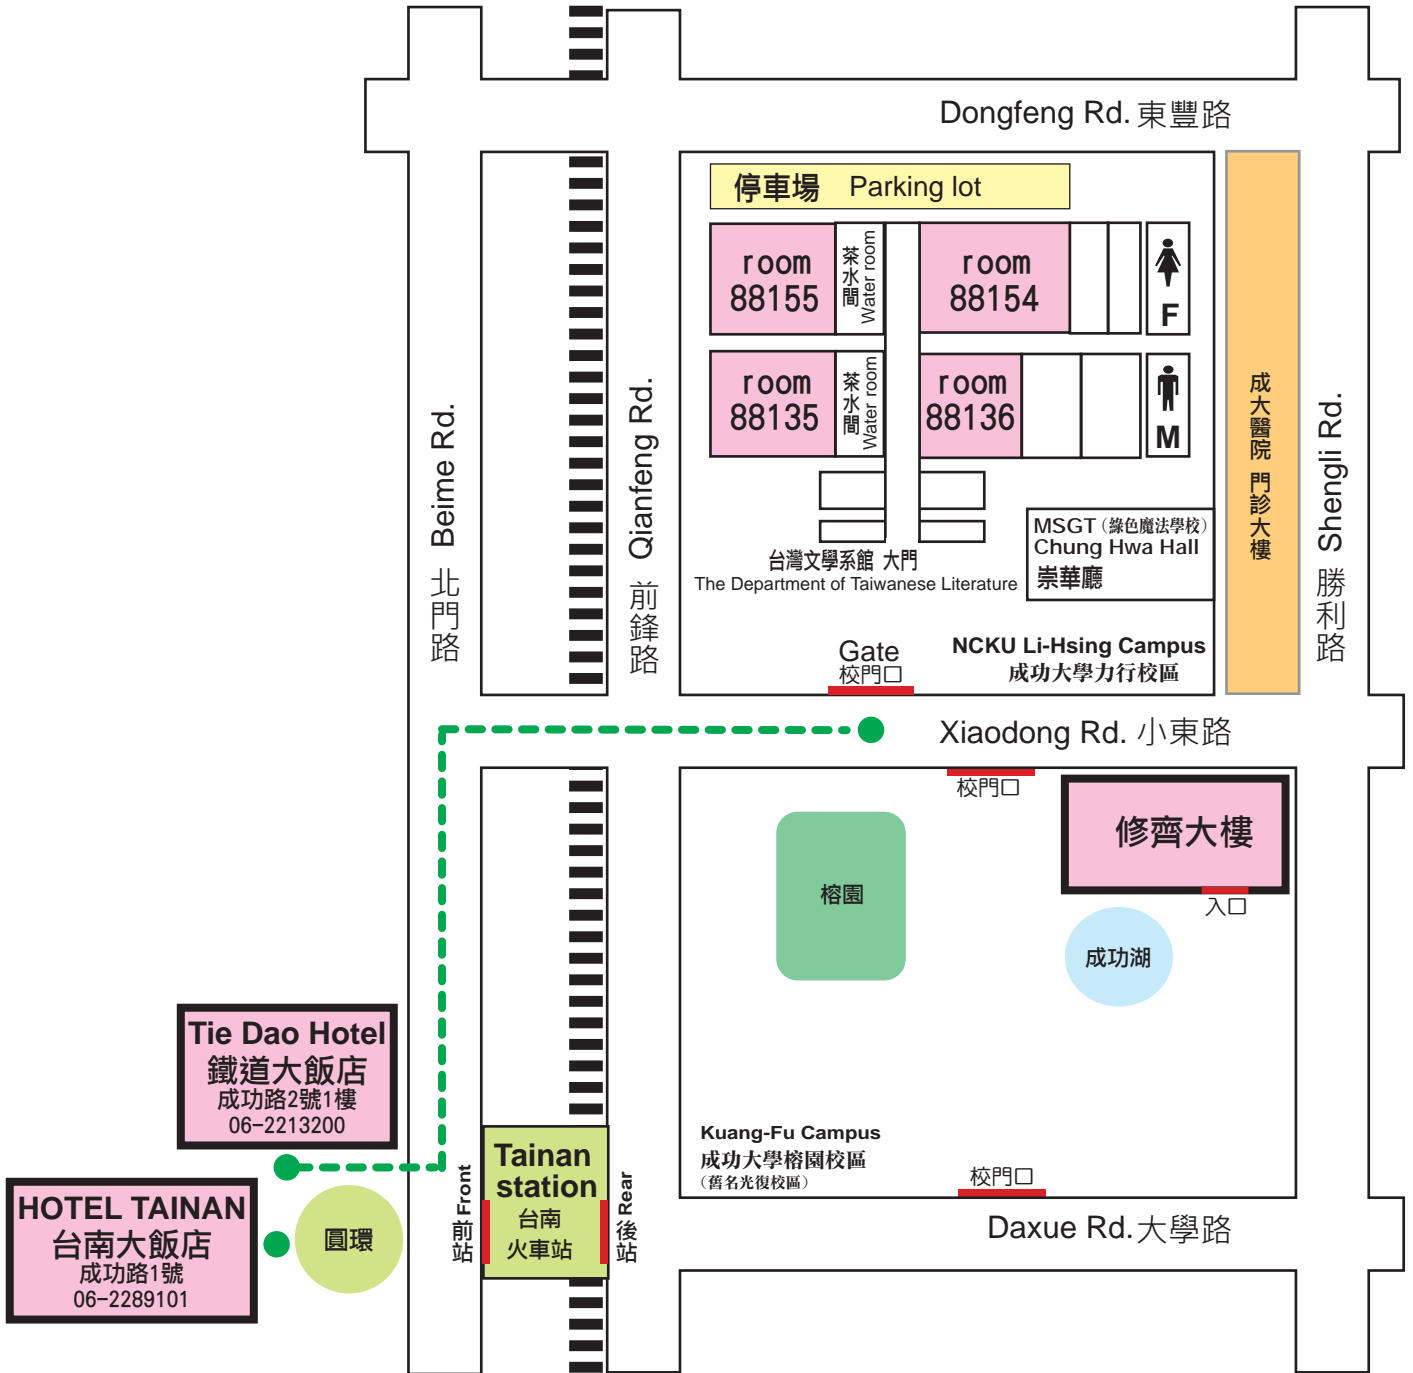 Dongfeng Rd. 東豐路
停車場 Parking lot
room
88155
茶水間
Water room
room
88154
F
room
88135
茶水間
Water room
room
88136
M
Beime Rd.
北門路
Qianfeng Rd.
前鋒路
成大醫院 門診大樓
Shengli Rd.
勝利路
台灣文學系館 大門
The Department of Taiwanese Literature
MSGT（綠色魔法學校）
Chung Hwa Hall
崇華廳
Gate
校門口
NCKU Li-Hsing Campus
成功大學力行校區
Xiaodong Rd. 小東路
校門口
修齊大樓
入口
榕園
成功湖
Tie Dao Hotel
鐵道大飯店
成功路2號1樓
06-2213200
HOTEL TAINAN
台南大飯店
成功路1號
06-2289101
圓環
Front
前站
Tainan
station
台南
火車站
Rear
後站
Kuang-Fu Campus
成功大學榕園校區
（舊名光復校區）
校門口
Daxue Rd. 大學路